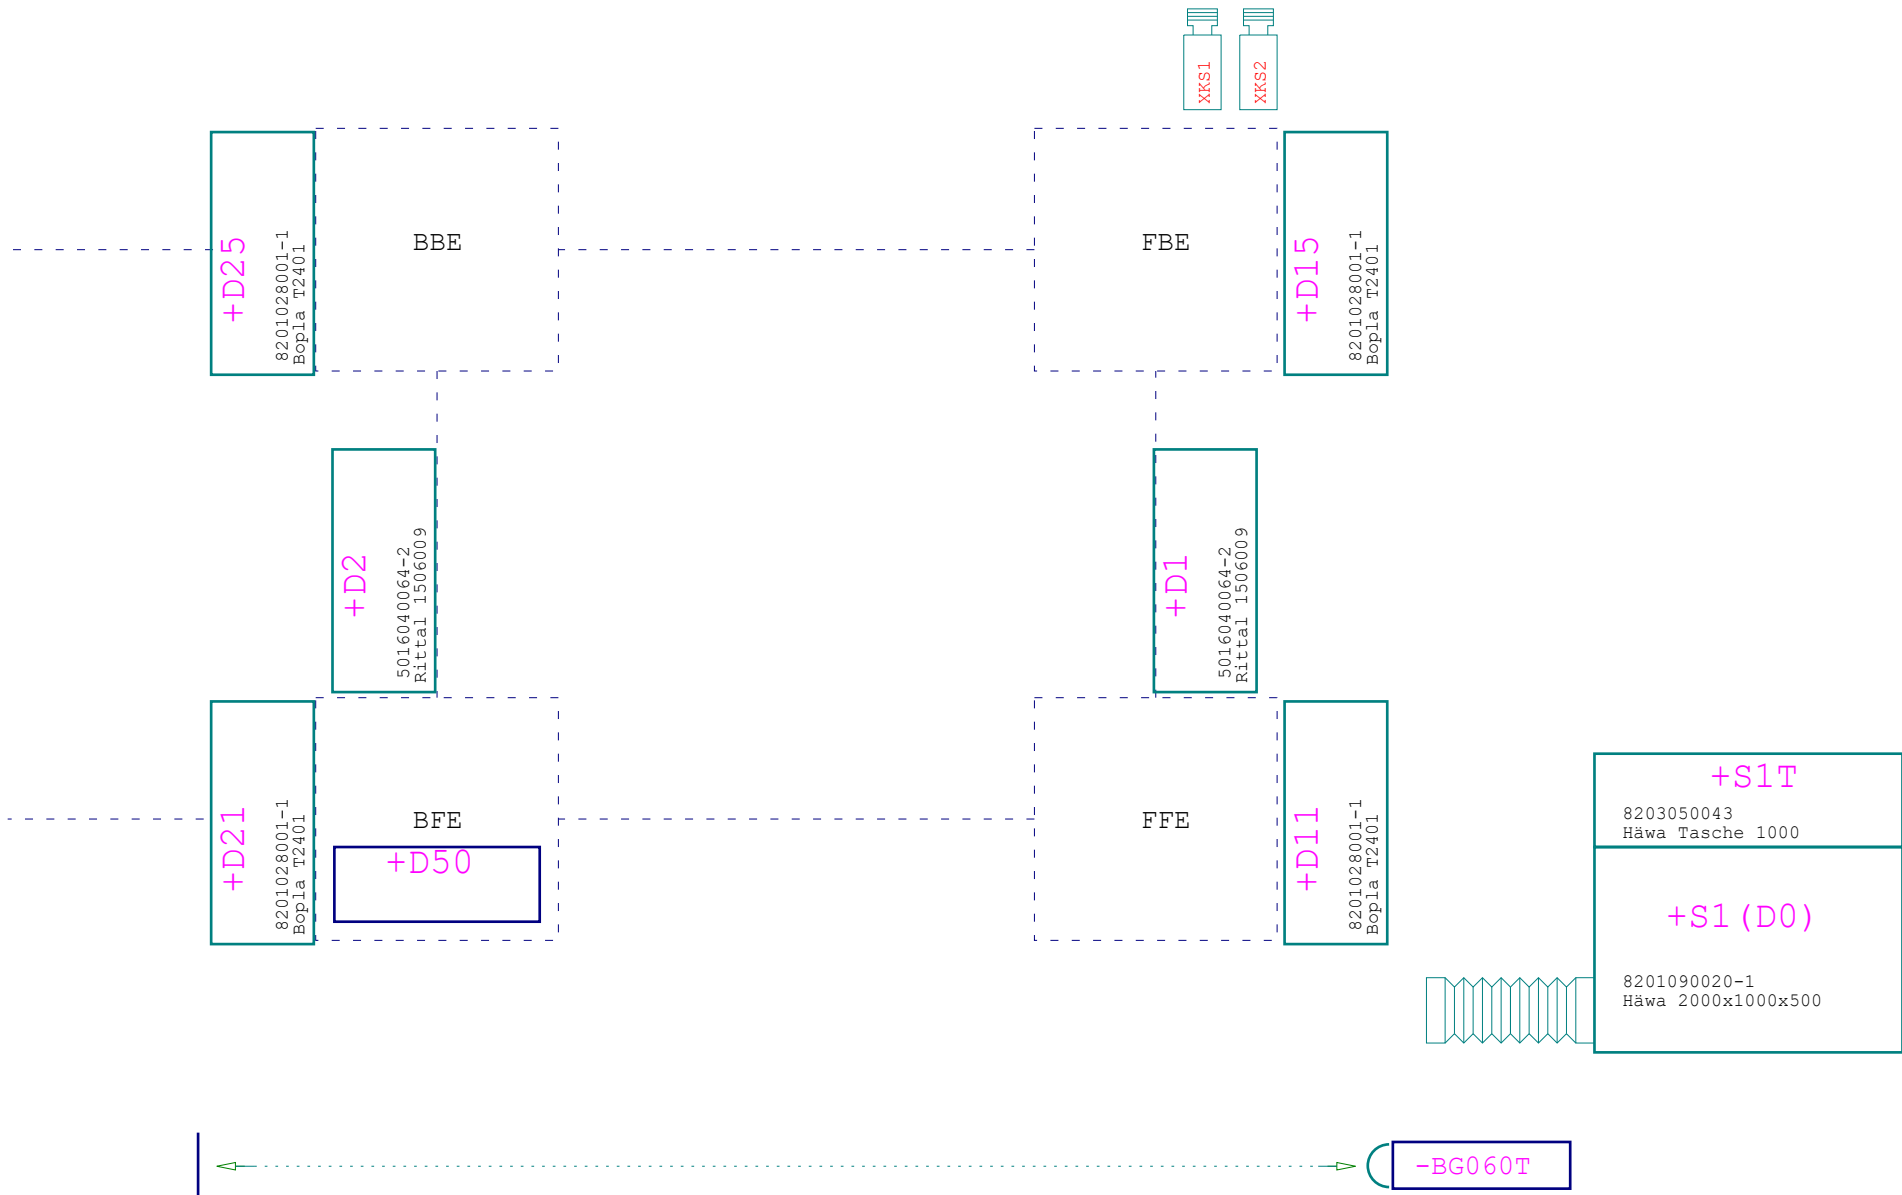 XKS1
XKS2
+D25
8201028001-1
Bopla T2401
BBE
FBE
+D15
8201028001-1
Bopla T2401
+D2
5016040064-2
Rittal 1506009
+D1
5016040064-2
Rittal 1506009
+D21
8201028001-1
Bopla T2401
BFE
+D50
FFE
+D11
8201028001-1
Bopla T2401
+S1T
8203050043
Häwa Tasche 1000
+S1(D0)
8201090020-1
Häwa 2000x1000x500
-BG060T